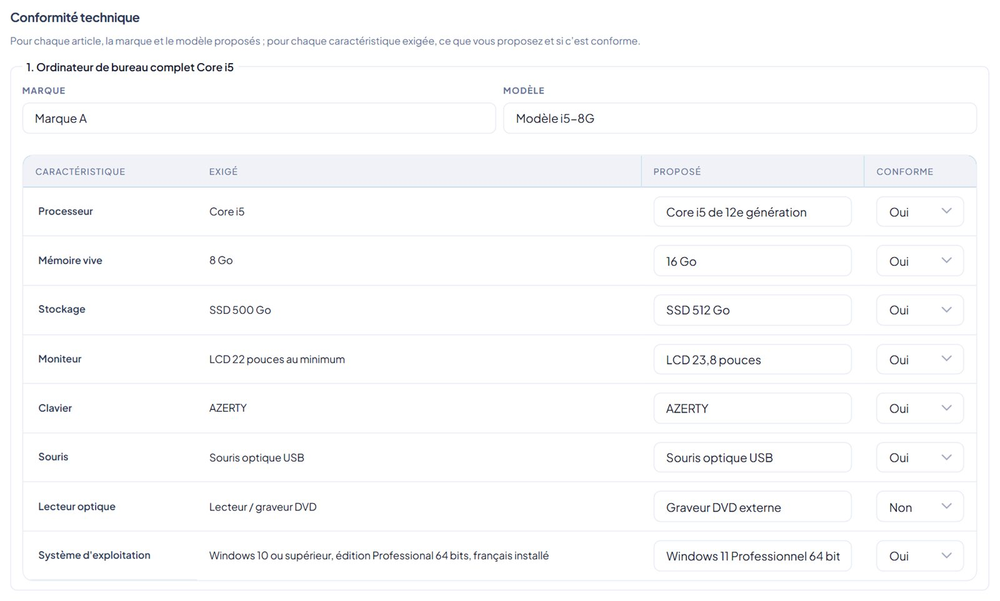 Conformité technique
Pour chaque article, la marque et le modèle proposés ; pour chaque caractéristique exigée, ce que vous proposez et si c'est conforme.
1. Ordinateur de bureau complet Core i5
MARQUE MODÈLE
Marque A Modèle i5-8G
CARACTÉRISTIQUE EXIGÉ PROPOSÉ CONFORME
Processeur Core i5 Core i5 de 12e génération Oui
Mémoire vive 8 Go 16 Go Oui
Stockage SSD 500 Go SSD 512 Go Oui
Moniteur LCD 22 pouces au minimum LCD 23,8 pouces Oui
Clavier AZERTY AZERTY Oui
Souris Souris optique USB Souris optique USB Oui
Lecteur optique Lecteur / graveur DVD Graveur DVD externe Non
Système d'exploitation Windows 10 ou supérieur, édition Professional 64 bits, français installé Windows 11 Professionnel 64 bit Oui